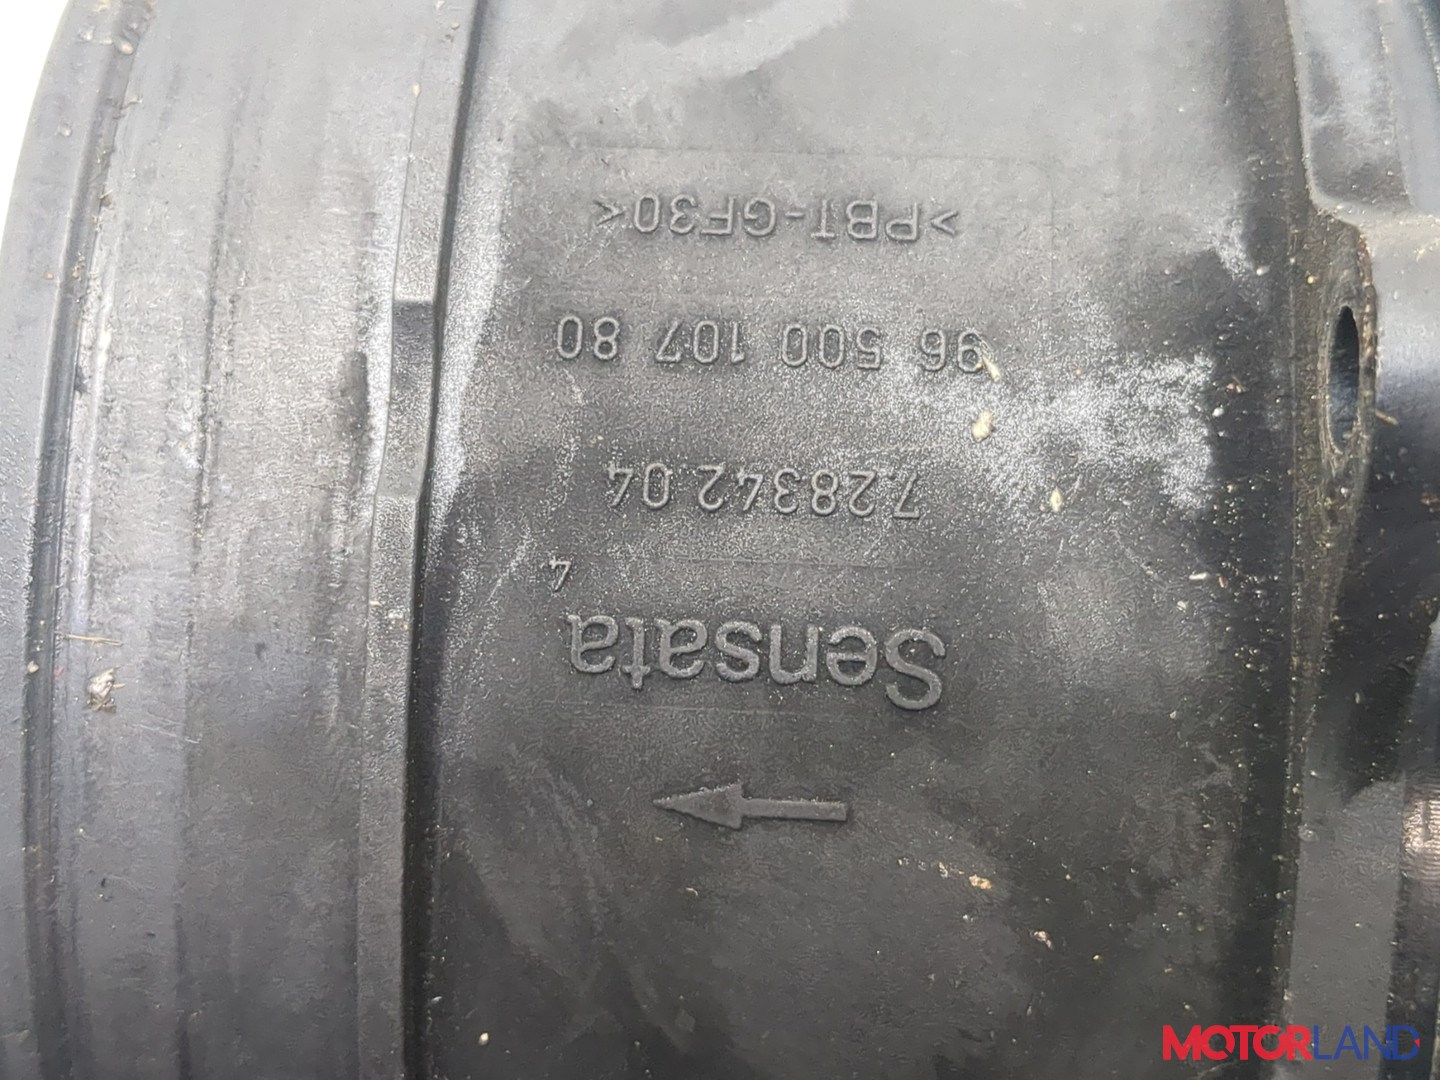 Sensata
4
7.28342.04
96 500 107 80
>PBT-GF30<
MOTORLAND